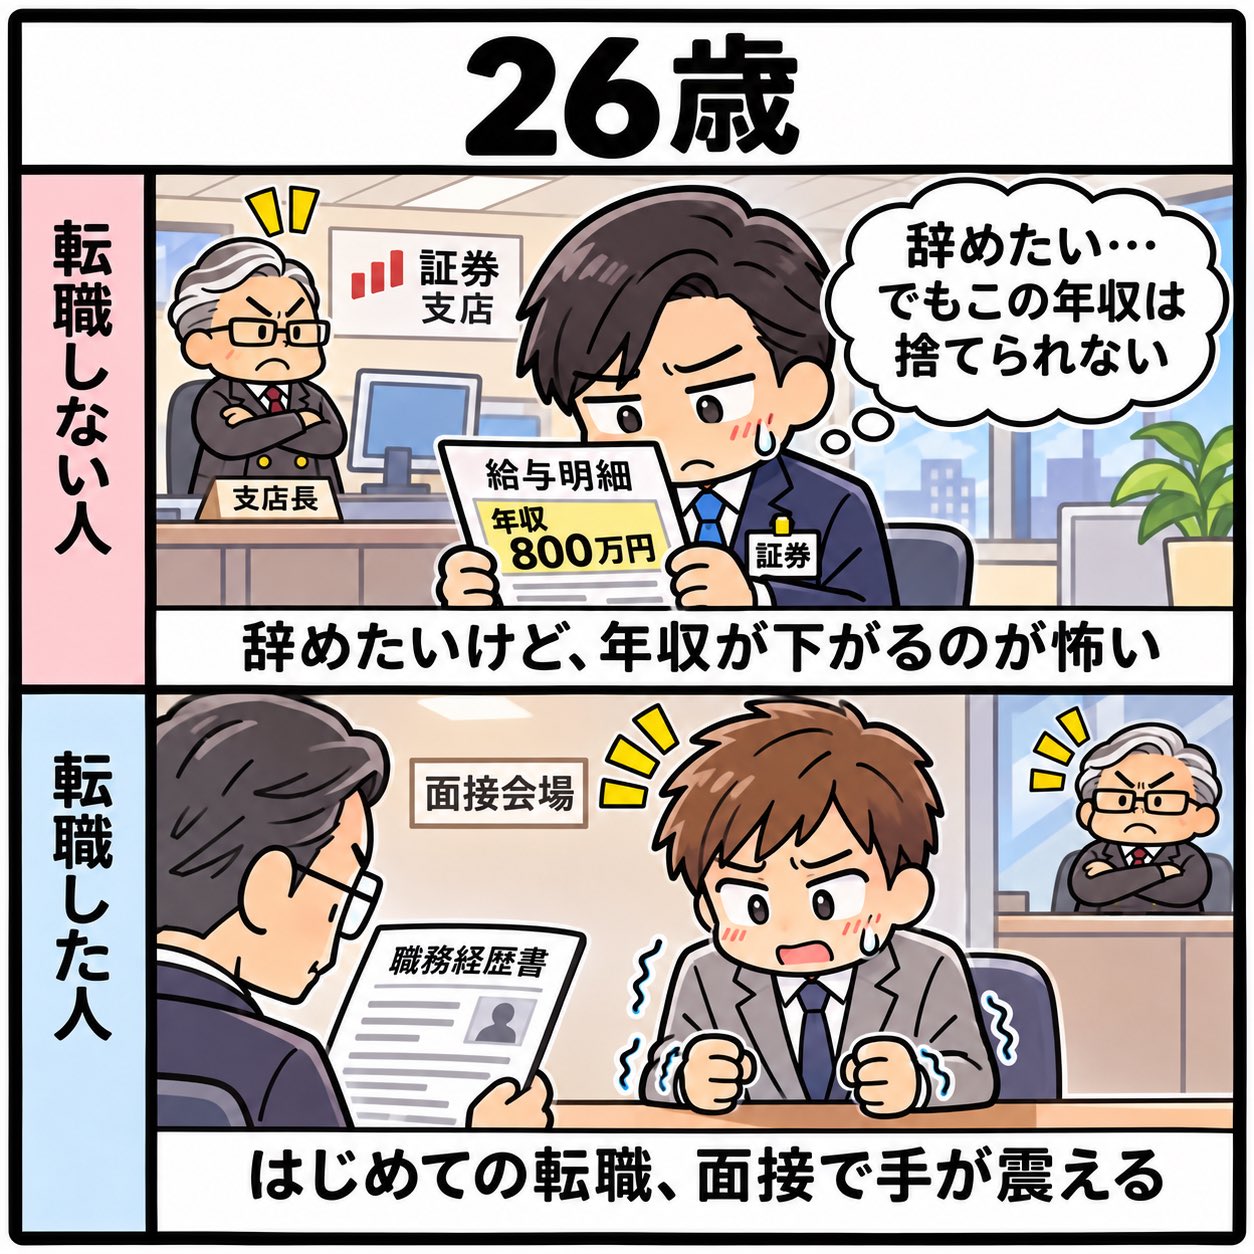 26歳
転職しない人
証券
支店
支店長
辞めたい…
でもこの年収は
捨てられない
給与明細
年収
800万円
証券
辞めたいけど、年収が下がるのが怖い
転職した人
面接会場
職務経歴書
はじめての転職、面接で手が震える